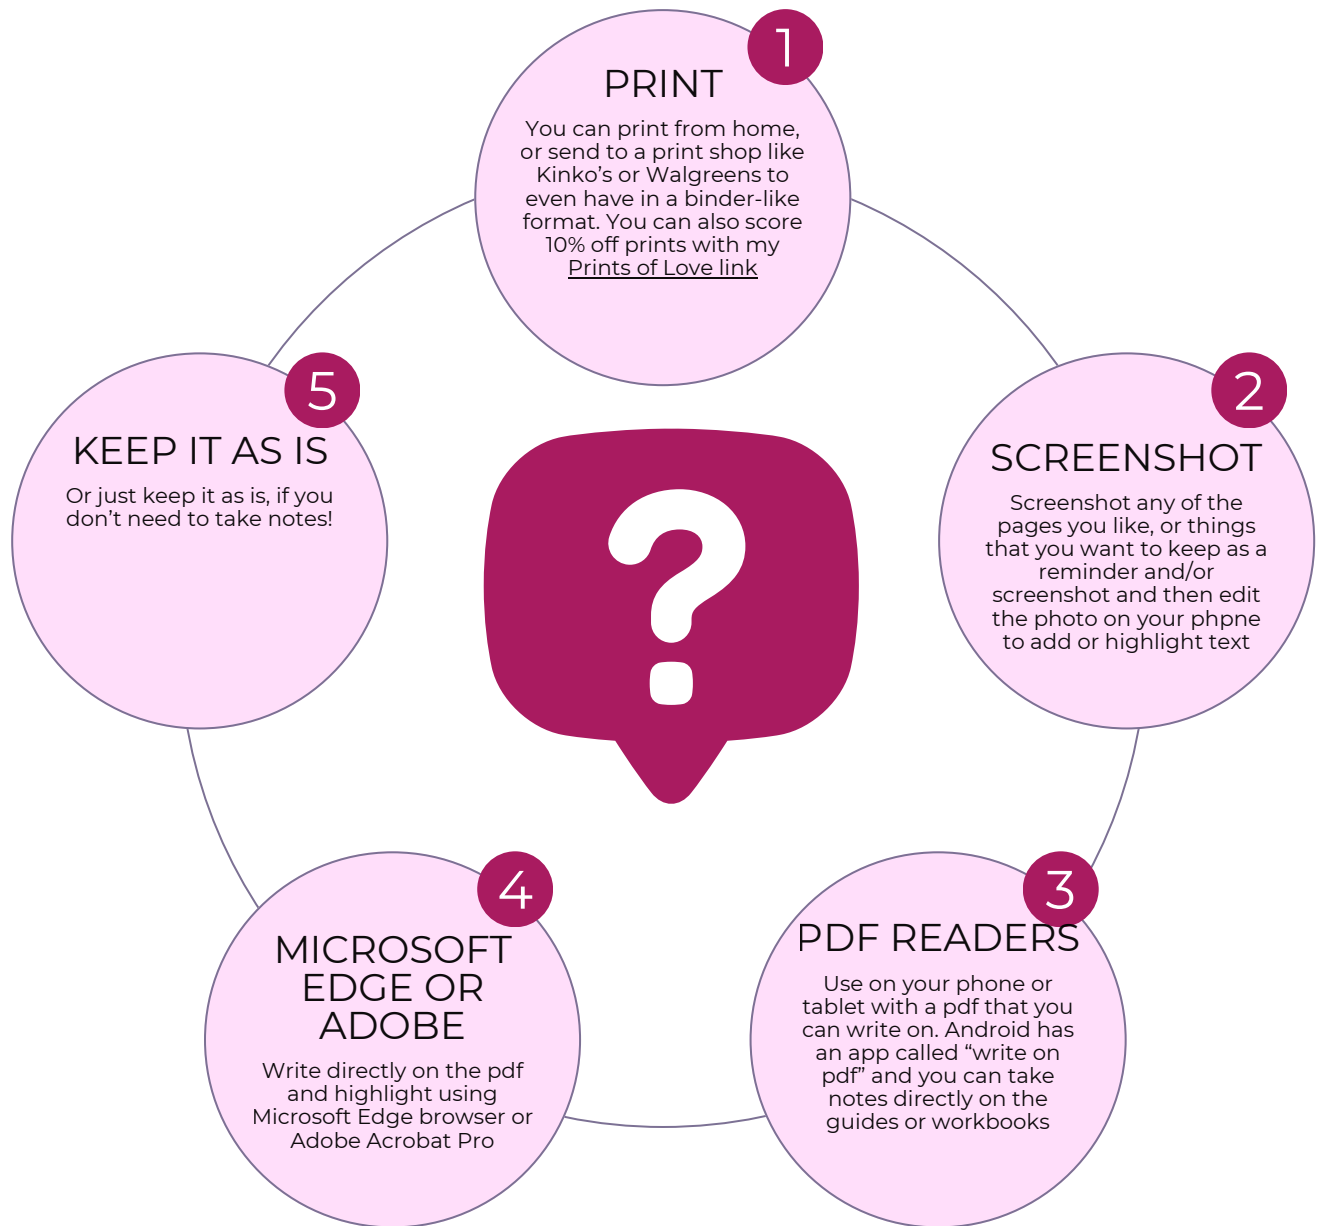 1
PRINT
You can print from home,
or send to a print shop like
Kinko’s or Walgreens to
even have in a binder-like
format. You can also score
10% off prints with my
Prints of Love link
2
SCREENSHOT
Screenshot any of the
pages you like, or things
that you want to keep as a
reminder and/or
screenshot and then edit
the photo on your phpne
to add or highlight text
3
PDF READERS
Use on your phone or
tablet with a pdf that you
can write on. Android has
an app called “write on
pdf” and you can take
notes directly on the
guides or workbooks
4
MICROSOFT
EDGE OR
ADOBE
Write directly on the pdf
and highlight using
Microsoft Edge browser or
Adobe Acrobat Pro
5
KEEP IT AS IS
Or just keep it as is, if you
don’t need to take notes!
?